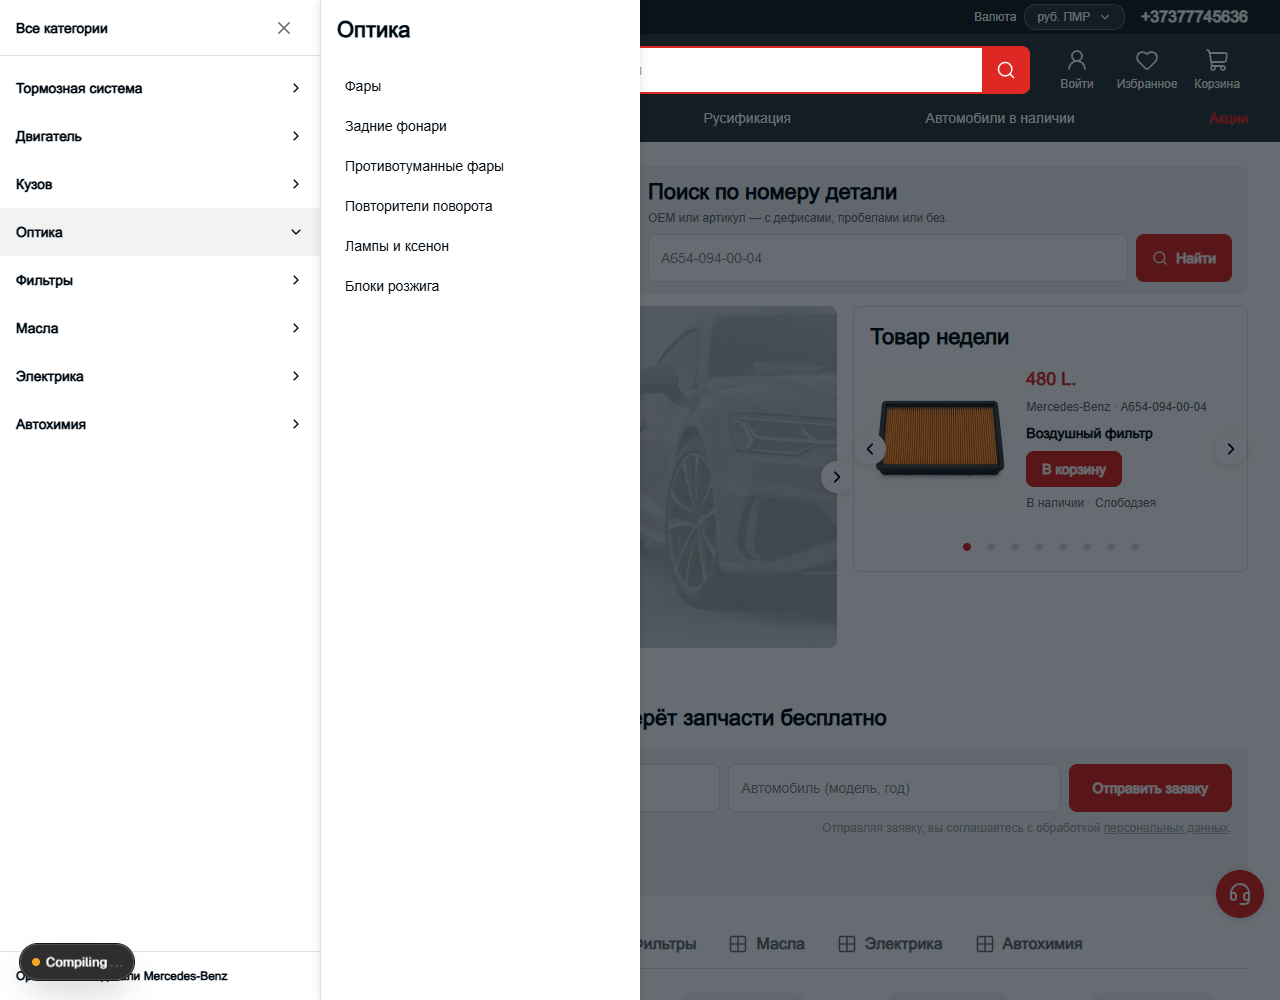 Все категории
Тормозная система
Двигатель
Кузов
Оптика
Фильтры
Масла
Электрика
Автохимия
Compiling ...
Mercedes-Benz
Оптика
Фары
Задние фонари
Противотуманные фары
Повторители поворота
Лампы и ксенон
Блоки розжига
Валюта
руб. ПМР
+37377745636
Войти
Избранное
Корзина
Русификация
Автомобили в наличии
Акции
Поиск по номеру детали
OEM или артикул — с дефисами, пробелами или без.
A654-094-00-04
Найти
Товар недели
480 L.
Mercedes-Benz · A654-094-00-04
Воздушный фильтр
В корзину
В наличии · Слободзея
запчасти бесплатно
Автомобиль (модель, год)
Отправить заявку
Отправляя заявку, вы соглашаетесь с обработкой персональных данных.
Фильтры
Масла
Электрика
Автохимия